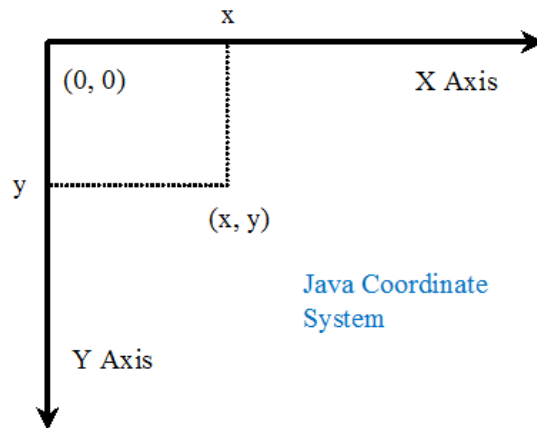 x
(0, 0)
X Axis
y
(x, y)
Java Coordinate
System
Y Axis